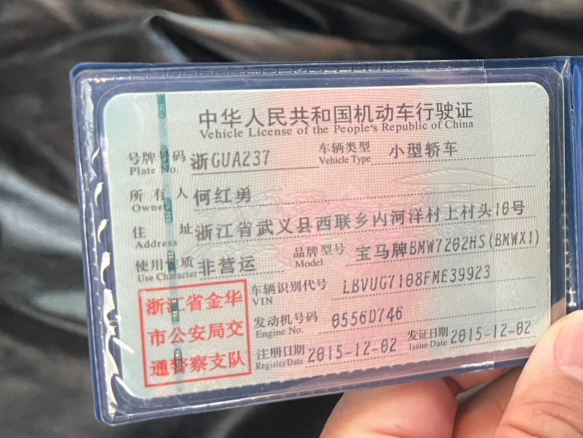 中华人民共和国机动车行驶证
Vehicle License of the People's Republic of China
号牌号码 浙GUA237 车辆类型 小型轿车
Plate No. Vehicle Type
所有人 何红勇
Owner
住址 浙江省武义县西联乡内河洋村上村头10号
Address
使用性质 非营运 品牌型号 宝马牌BMW7202HS(BMWX1)
Use Character Model
浙江省金华
市公安局交
通警察支队
车辆识别代号 LBVUG7108FME39923
VIN
发动机号码 0556D746
Engine No.
注册日期 2015-12-02 发证日期 2015-12-02
Register Date Issue Date